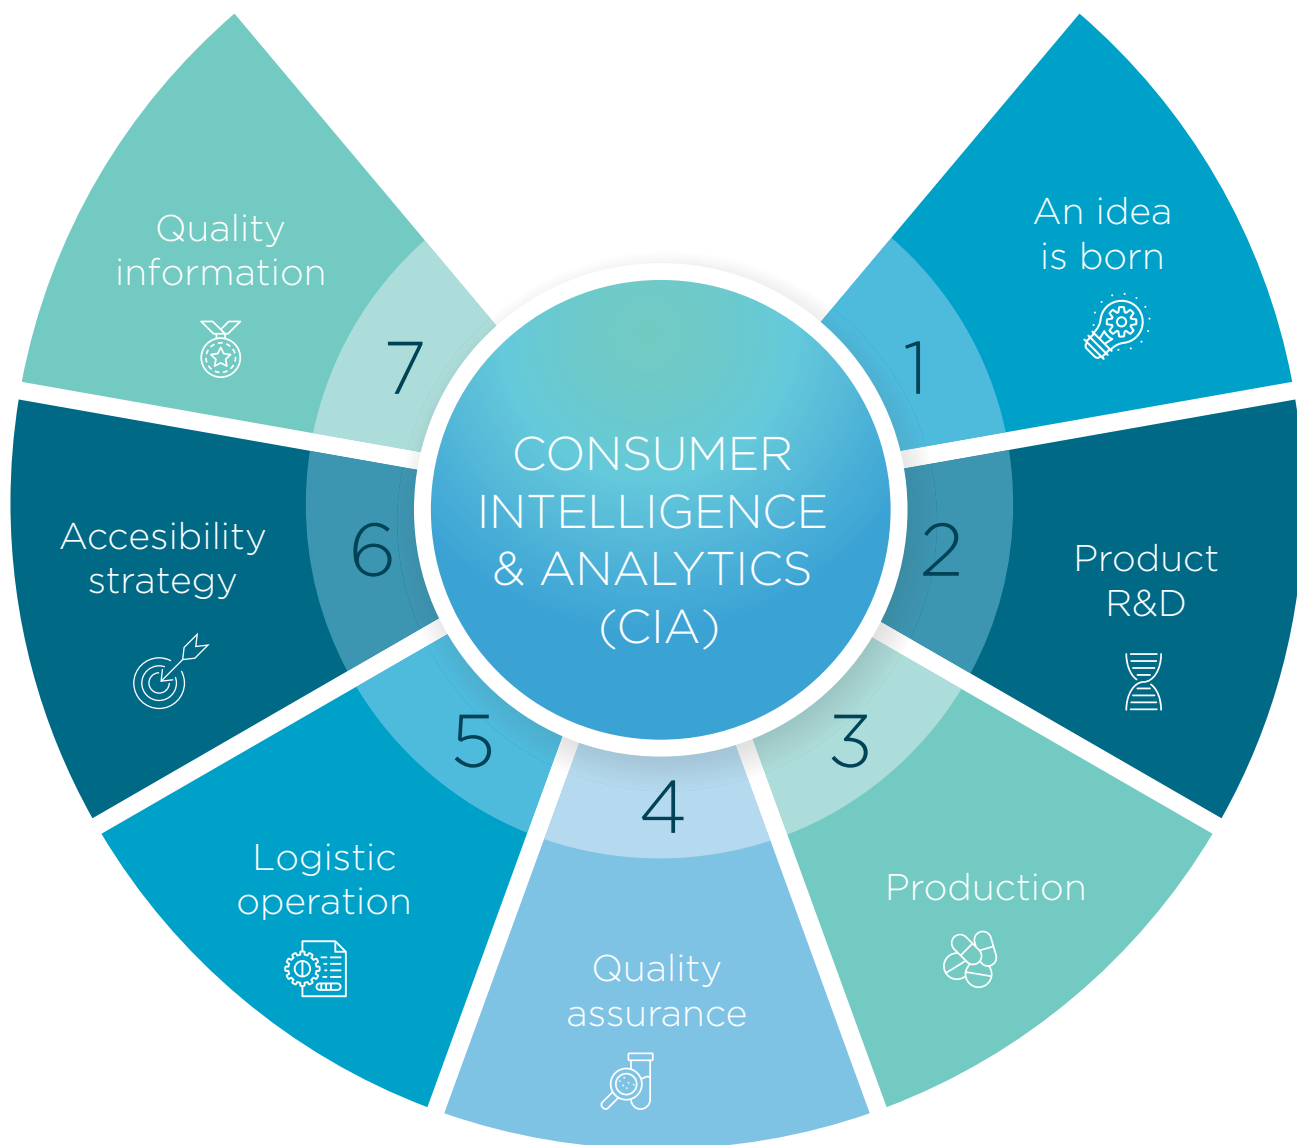 CONSUMER
INTELLIGENCE
& ANALYTICS
(CIA)
1
An idea
is born
2
Product
R&D
3
Production
4
Quality
assurance
5
Logistic
operation
6
Accesibility
strategy
7
Quality
information